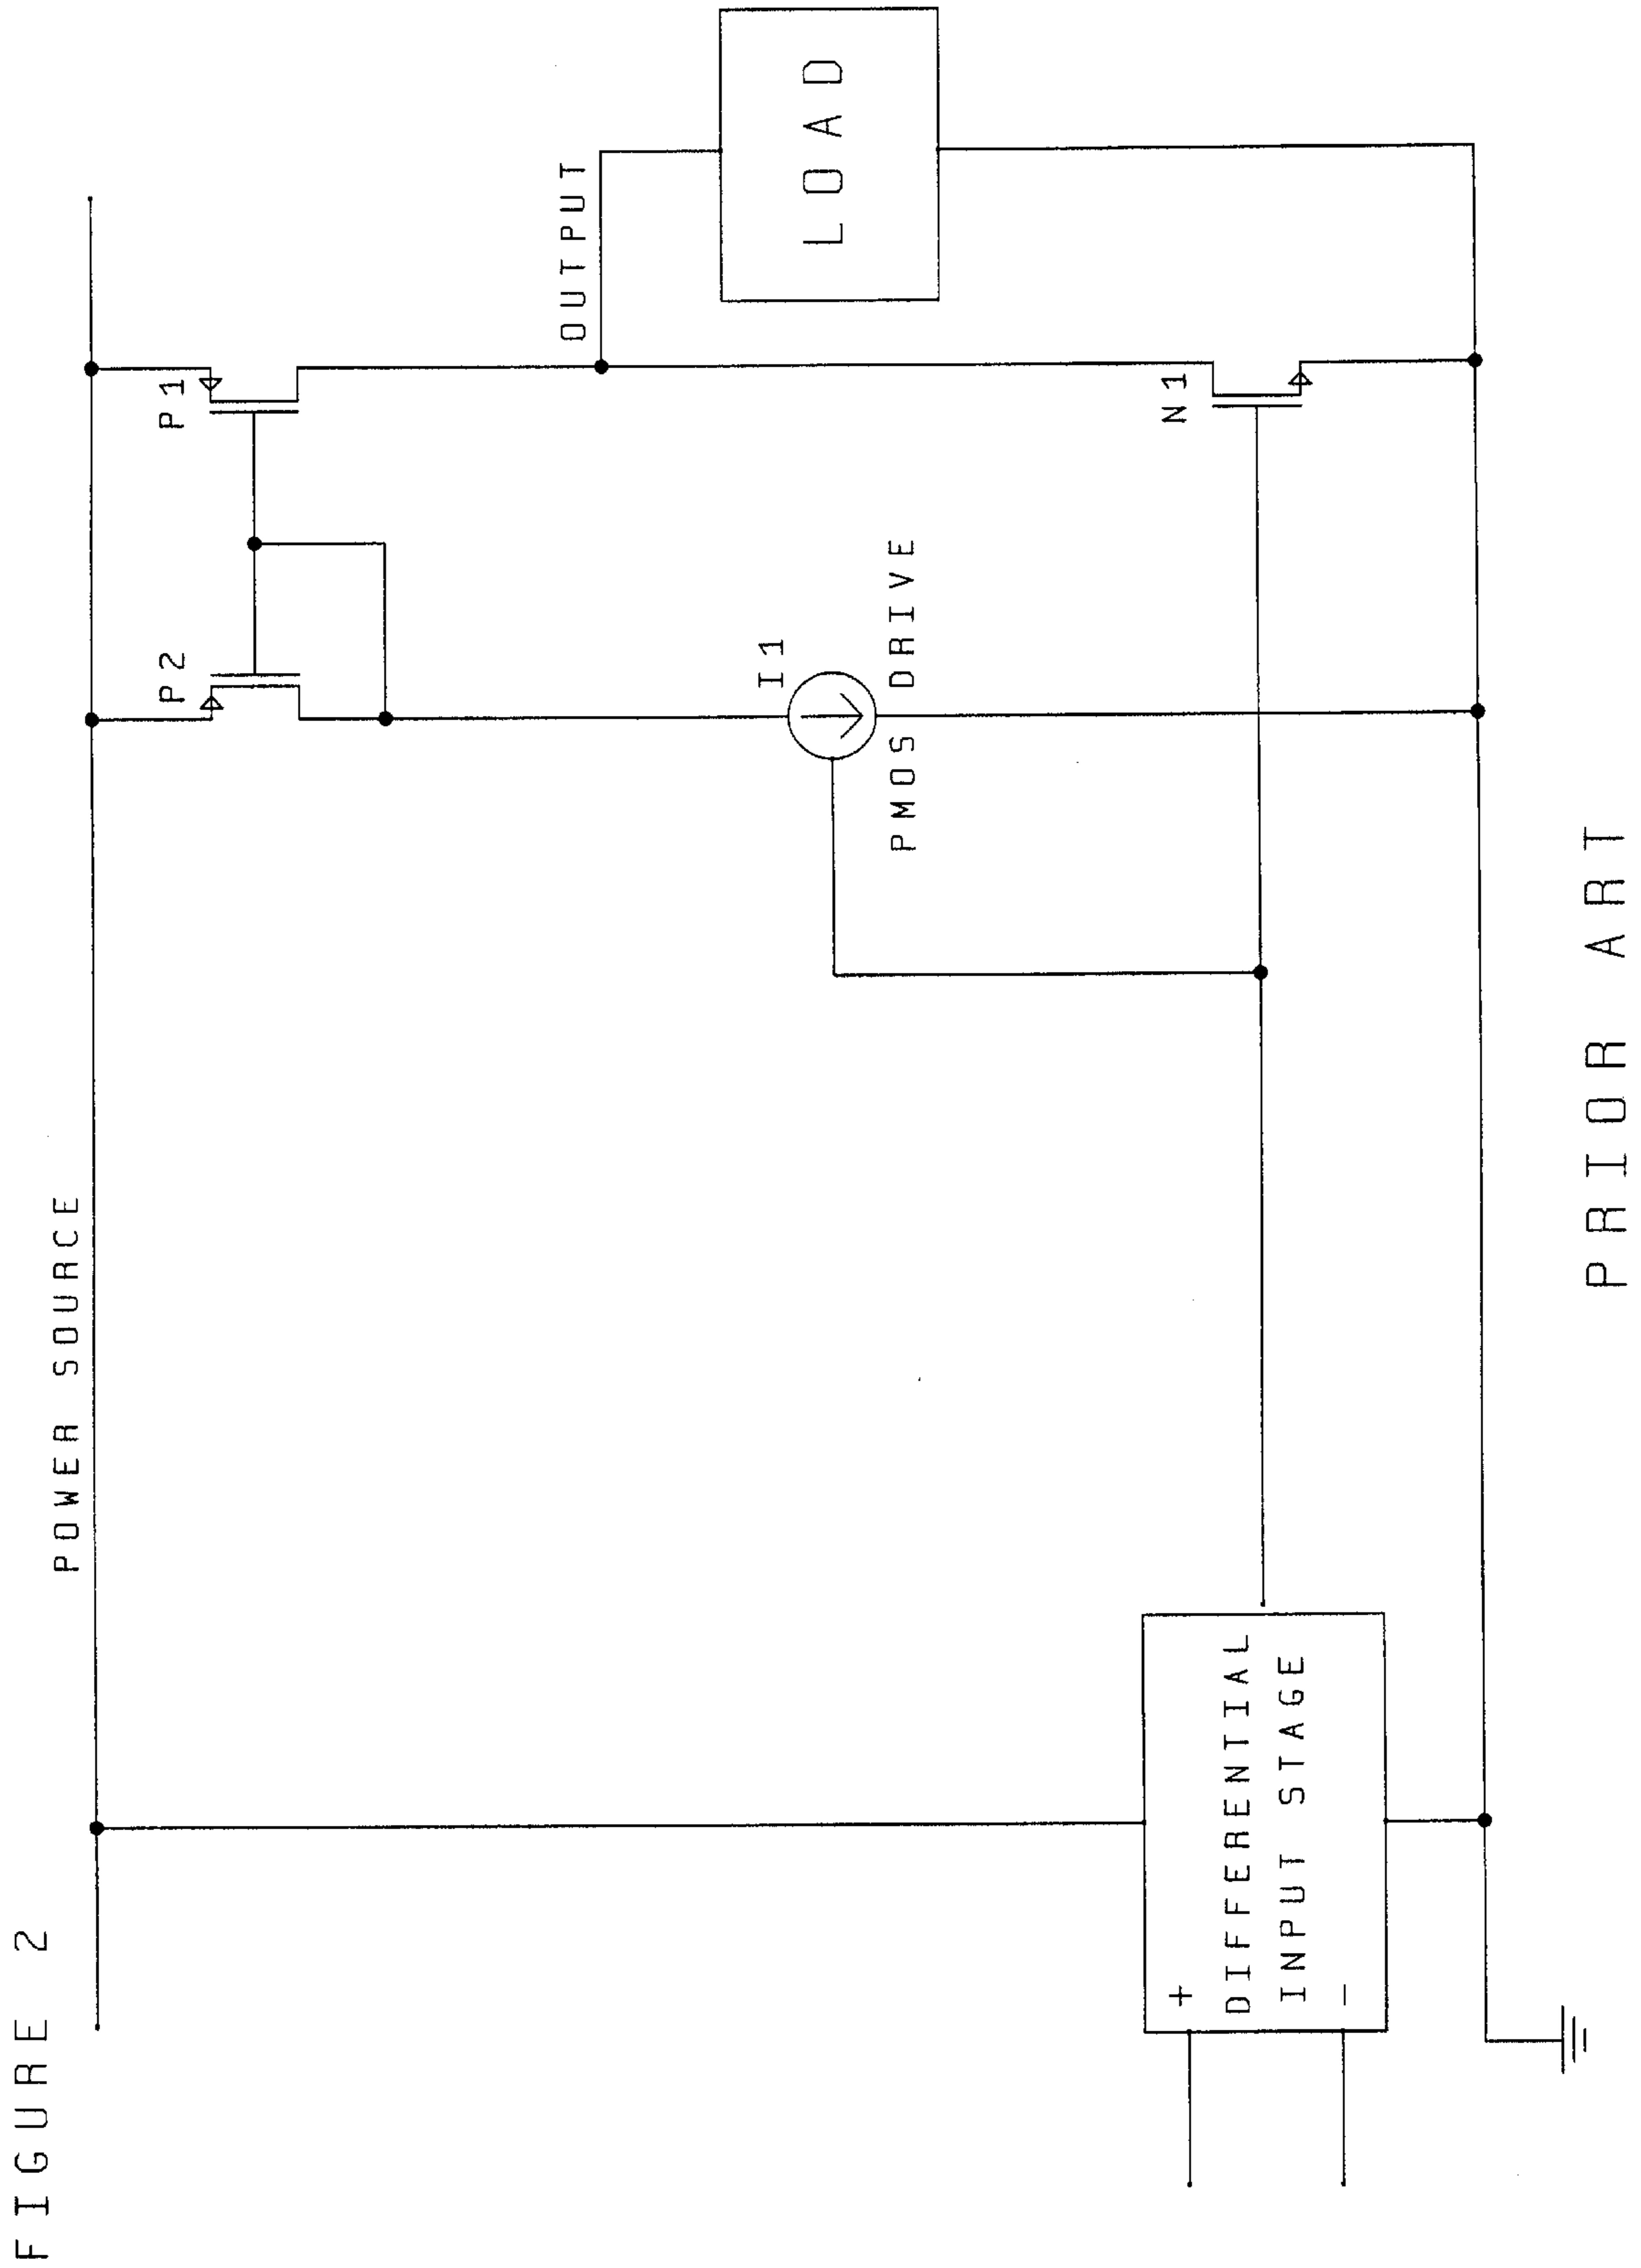 FIGURE 2
POWER SOURCE
P2
P1
OUTPUT
LOAD
I1
PMOS DRIVE
N1
+
DIFFERENTIAL
INPUT STAGE
-
PRIOR ART